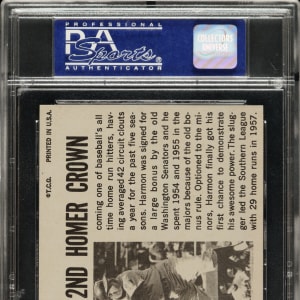 PROFESSIONAL
PSA
Sports
AUTHENTICATOR
COLLECTORS
UNIVERSE
©T.C.G. PRINTED IN U.S.A.
2ND HOMER CROWN
coming one of baseball's all
time home run hitters, hav-
ing averaged 42 circuit clouts
a year for the past five sea-
sons. Harmon was signed for
a large bonus by the old
Washington Senators and he
spent 1954 and 1955 in the
majors because of the old bo-
nus rule. Optioned to the mi-
nors, Harmon finally got his
first chance to demonstrate
his awesome power. The slug-
ger led the Southern League
with 29 home runs in 1957.